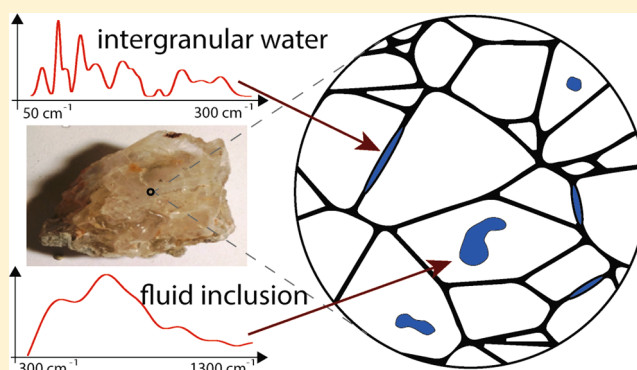 intergranular water
50 cm⁻¹ 300 cm⁻¹
fluid inclusion
300 cm⁻¹ 1300 cm⁻¹